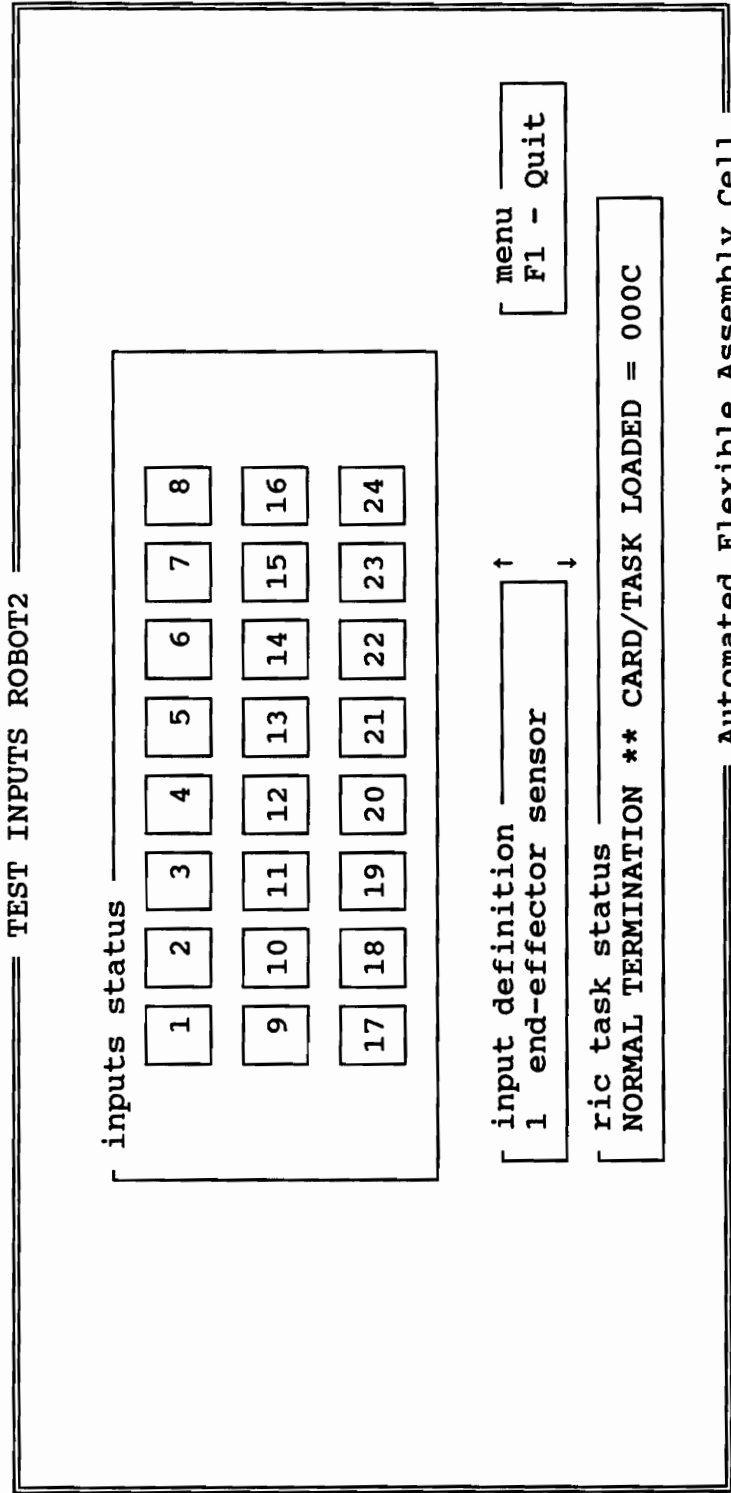 TEST INPUTS ROBOT2
inputs status
1 2 3 4 5 6 7 8
9 10 11 12 13 14 15 16
17 18 19 20 21 22 23 24
input definition
1 end-effector sensor
↑
↓
menu
F1 - Quit
ric task status
NORMAL TERMINATION ** CARD/TASK LOADED = 000C
Automated Flexible Assembly Cell